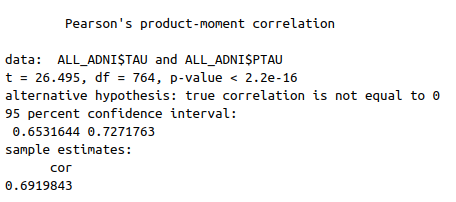 Pearson's product-moment correlation
data:  ALL_ADNI$TAU and ALL_ADNI$PTAU
t = 26.495, df = 764, p-value < 2.2e-16
alternative hypothesis: true correlation is not equal to 0
95 percent confidence interval:
0.6531644 0.7271763
sample estimates:
cor
0.6919843